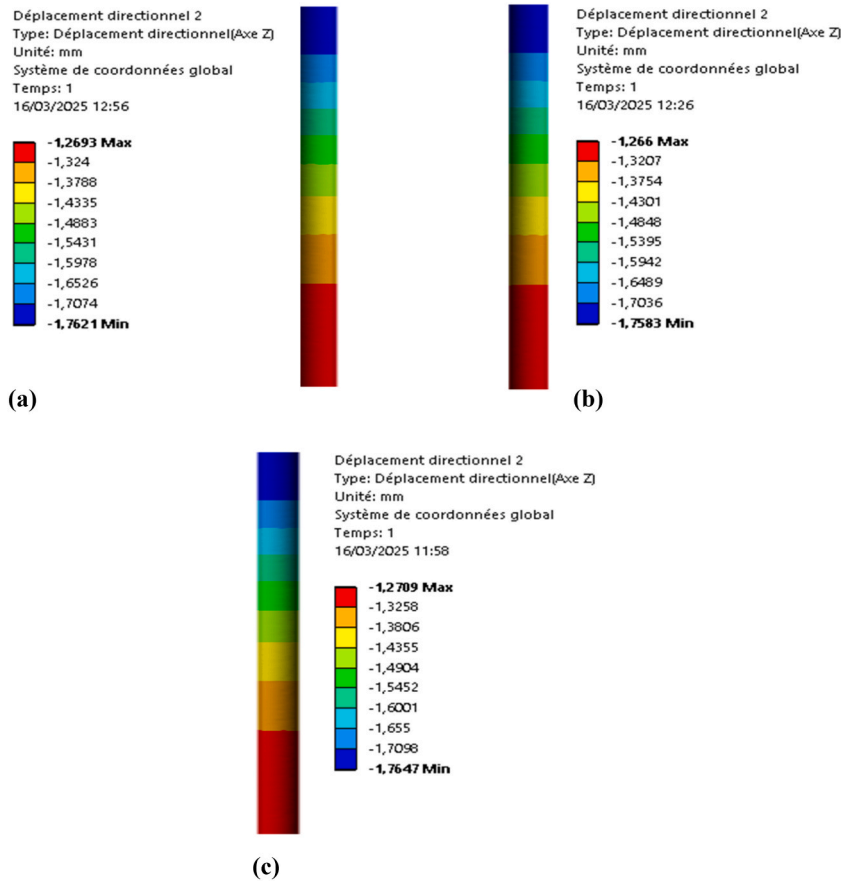 Déplacement directionnel 2
Type: Déplacement directionnel(Axe Z)
Unité: mm
Système de coordonnées global
Temps: 1
16/03/2025 12:56
-1,2693 Max
-1,324
-1,3788
-1,4335
-1,4883
-1,5431
-1,5978
-1,6526
-1,7074
-1,7621 Min
(a)
Déplacement directionnel 2
Type: Déplacement directionnel(Axe Z)
Unité: mm
Système de coordonnées global
Temps: 1
16/03/2025 12:26
-1,266 Max
-1,3207
-1,3754
-1,4301
-1,4848
-1,5395
-1,5942
-1,6489
-1,7036
-1,7583 Min
(b)
Déplacement directionnel 2
Type: Déplacement directionnel(Axe Z)
Unité: mm
Système de coordonnées global
Temps: 1
16/03/2025 11:58
-1,2709 Max
-1,3258
-1,3806
-1,4355
-1,4904
-1,5452
-1,6001
-1,655
-1,7098
-1,7647 Min
(c)